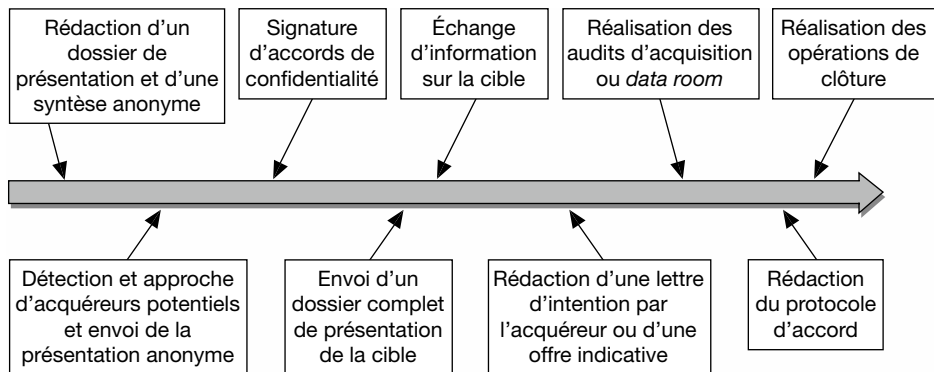 Rédaction d'un
dossier de
présentation et d'une
synthèse anonyme
Signature
d'accords de
confidentialité
Échange
d'information
sur la cible
Réalisation des
audits d'acquisition
ou data room
Réalisation des
opérations de
clôture
Détection et approche
d'acquéreurs potentiels
et envoi de la
présentation anonyme
Envoi d'un
dossier complet
de présentation
de la cible
Rédaction d'une lettre
d'intention par
l'acquéreur ou d'une
offre indicative
Rédaction
du protocole
d'accord